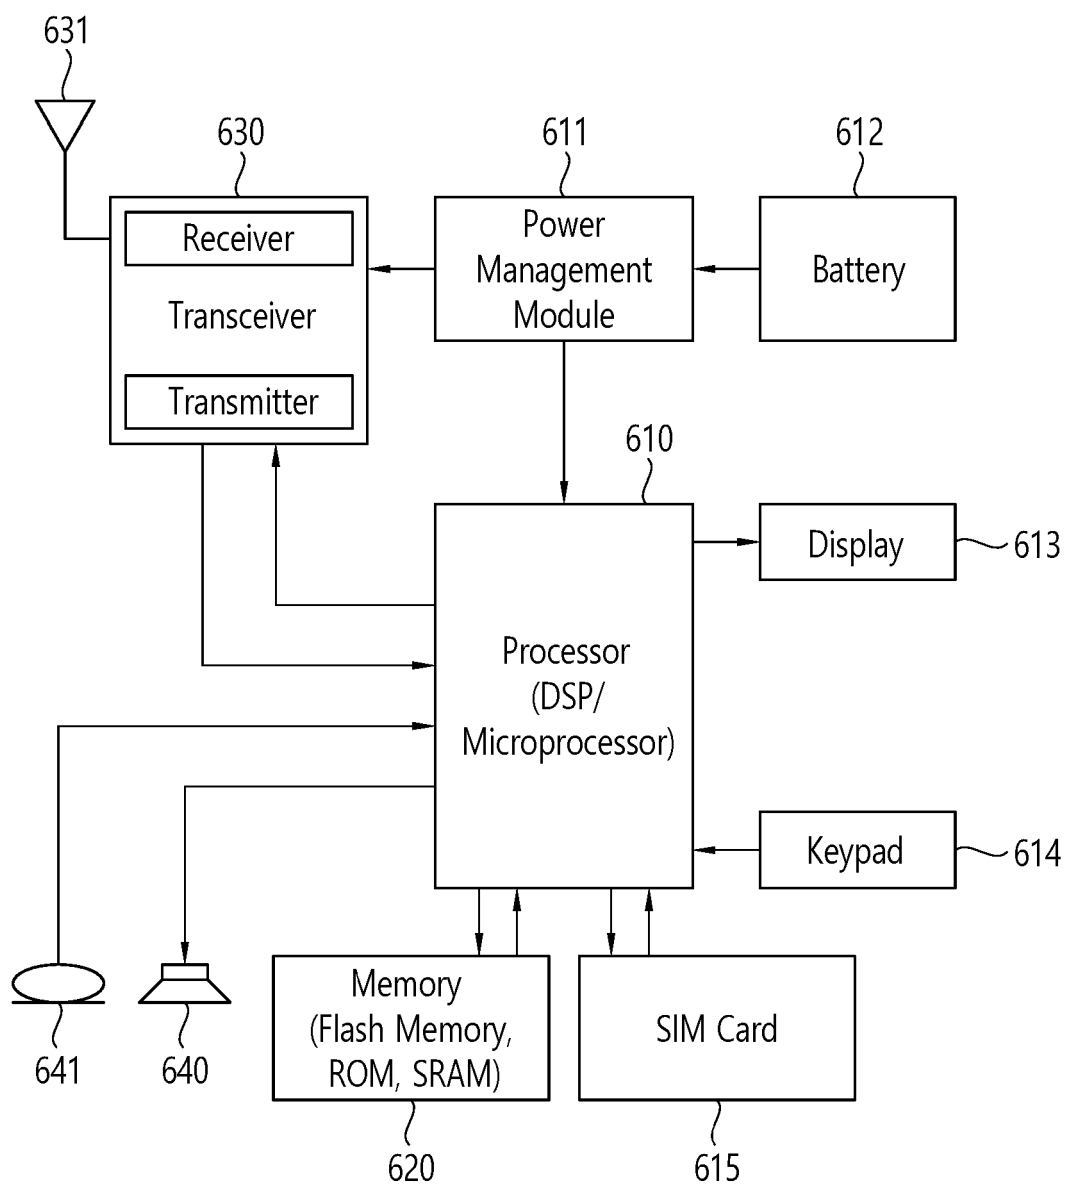 631
630
611
612
Receiver
Transceiver
Transmitter
Power
Management
Module
Battery
610
Display
613
Processor
(DSP/
Microprocessor)
Keypad
614
641
640
Memory
(Flash Memory,
ROM, SRAM)
SIM Card
620
615